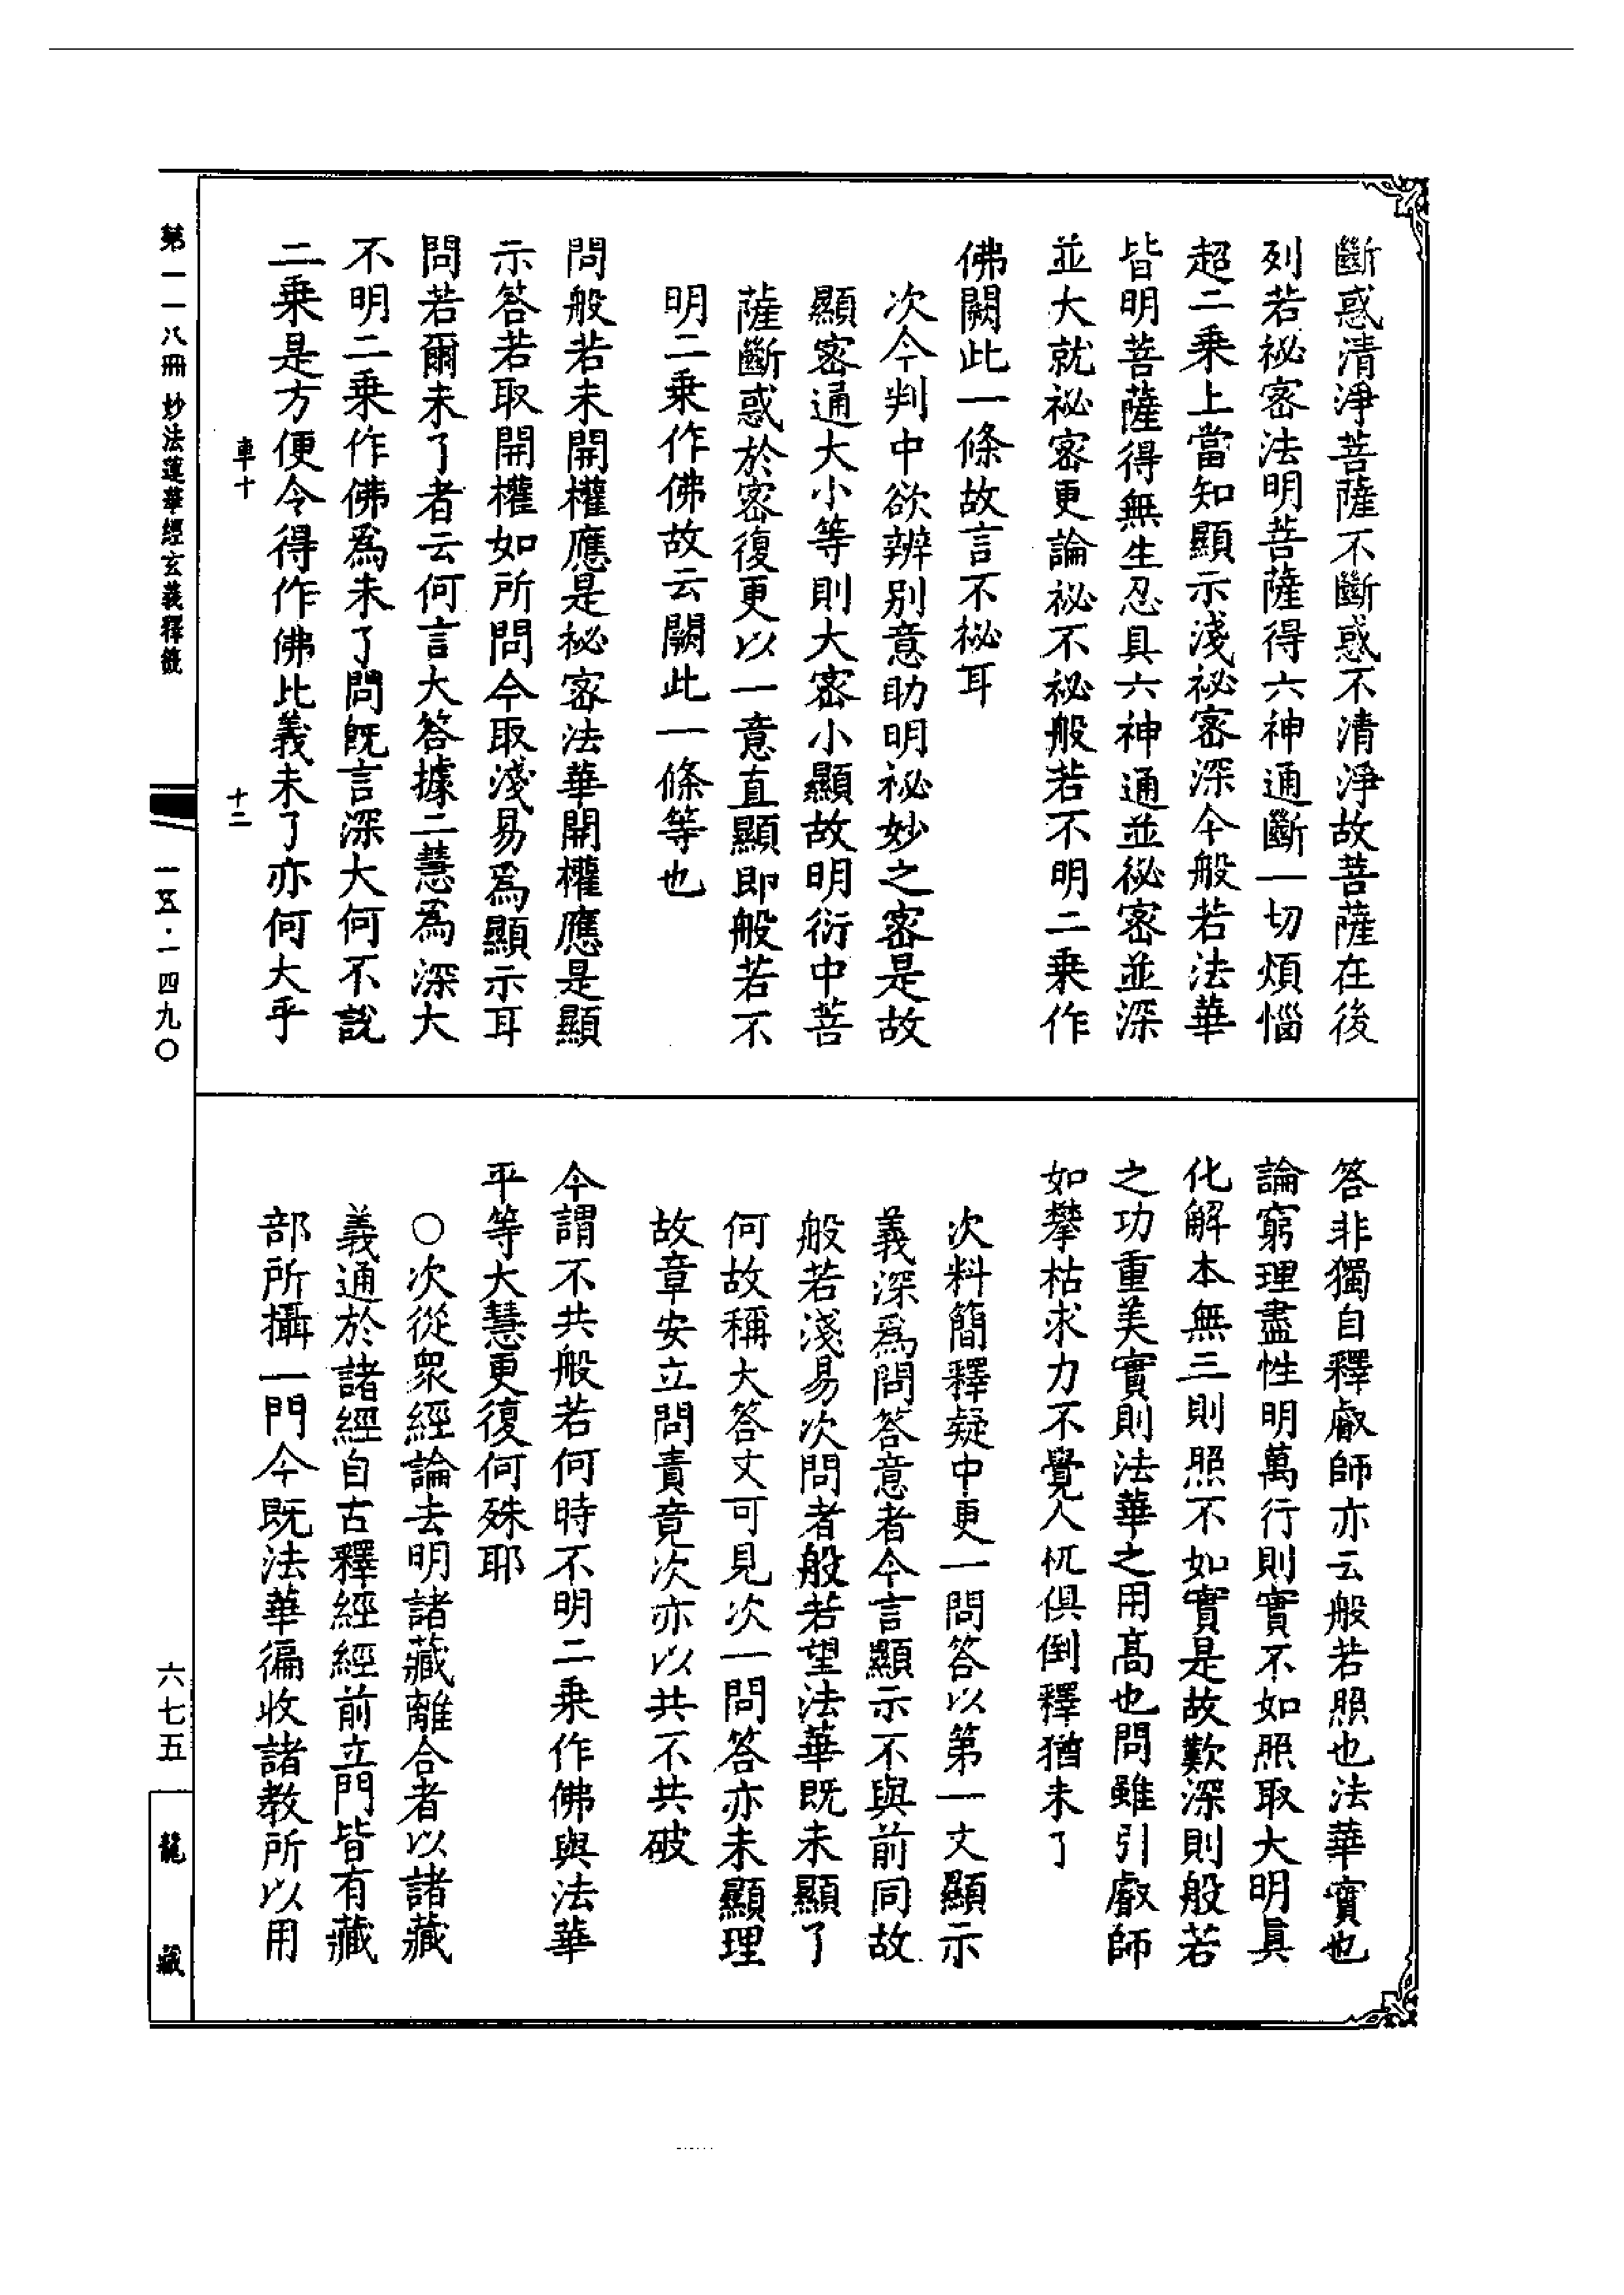 斷惑清淨菩薩不斷惑不清淨故菩薩在後
列若祕密法明菩薩得六神通斷一切煩惱
超二乘上當知顯示淺祕密深今般若法華
皆明菩薩得無生忍具六神通並祕密並深
並大就祕密更論祕不祕般若不明二乘作
佛闕此一條故言不祕耳
次今判中欲辨別意助明祕妙之密是故
顯密通大小等則大密小顯故明衍中菩
薩斷惑於密復更以一意直顯即般若不
明二乘作佛故云闕此一條等也
問般若未開權應是祕密法華開權應是顯
示答若取開權如所問今取淺易爲顯示耳
問若爾未了者云何言大答據二慧爲深大
不明二乘作佛爲未了問既言深大何不說
二乘是方便令得作佛比義未了亦何大乎
車十
十二
第一一八冊 妙法蓮華經玄義釋籤
一五·一四九〇
答非獨自釋叡師亦云般若照也法華實也
論窮理盡性明萬行則實不如照取大明眞
化解本無三則照不如實是故歎深則般若
之功重美實則法華之用高也問雖引叡師
如攀枯求力不覺人杌俱倒釋猶未了
次料簡釋疑中更一問答以第一文顯示
義深爲問答意者今言顯示不與前同故
般若淺易次問者般若望法華既未顯了
何故稱大答文可見次一問答亦未顯理
故章安立問責竟次亦以共不共破
今謂不共般若何時不明二乘作佛與法華
平等大慧更復何殊耶
○次從衆經論去明諸藏離合者以諸藏
義通於諸經自古釋經經前立門皆有藏
部所攝一門今既法華徧收諸教所以用
六七五
龍藏